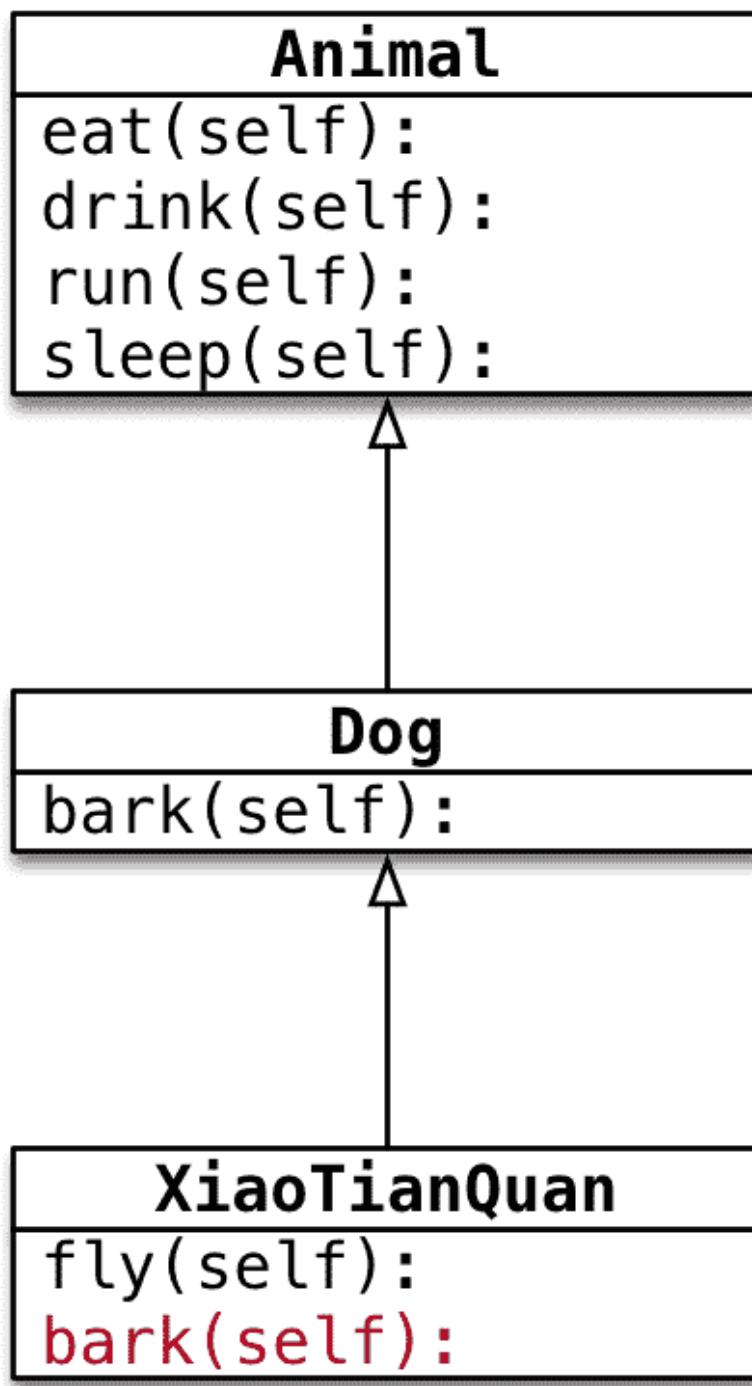 Animal
eat(self):
drink(self):
run(self):
sleep(self):
Dog
bark(self):
XiaoTianQuan
fly(self):
bark(self):